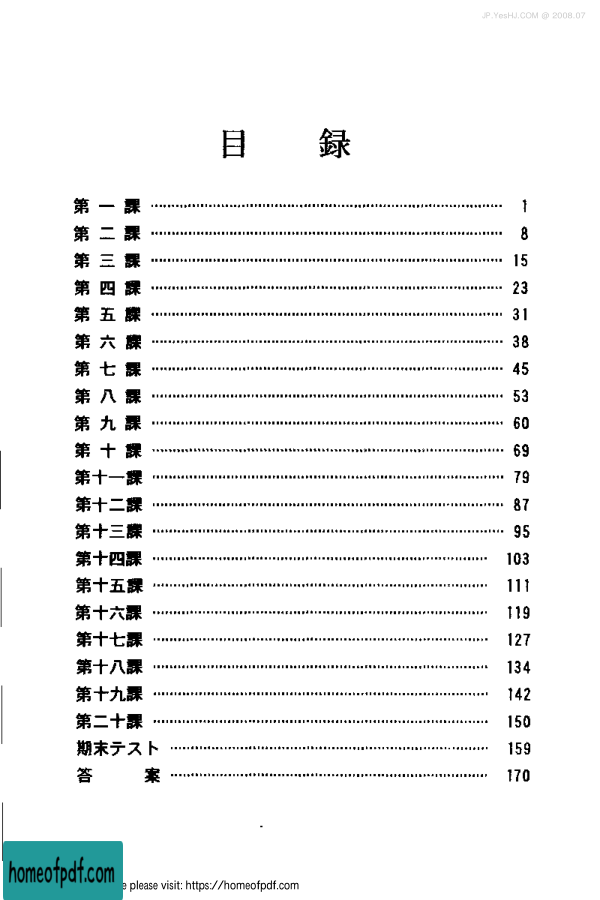 JP.YesHJ.COM @ 2008.07
目 録
第 一 課 ………………………………………… 1
第 二 課 ………………………………………… 8
第 三 課 ………………………………………… 15
第 四 課 ………………………………………… 23
第 五 課 ………………………………………… 31
第 六 課 ………………………………………… 38
第 七 課 ………………………………………… 45
第 八 課 ………………………………………… 53
第 九 課 ………………………………………… 60
第 十 課 ………………………………………… 69
第十一課 ………………………………………… 79
第十二課 ………………………………………… 87
第十三課 ………………………………………… 95
第十四課 ………………………………………… 103
第十五課 ………………………………………… 111
第十六課 ………………………………………… 119
第十七課 ………………………………………… 127
第十八課 ………………………………………… 134
第十九課 ………………………………………… 142
第二十課 ………………………………………… 150
期末テスト ……………………………………… 159
答 案 ……………………………………… 170
homeofpdf.com
e please visit: https://homeofpdf.com